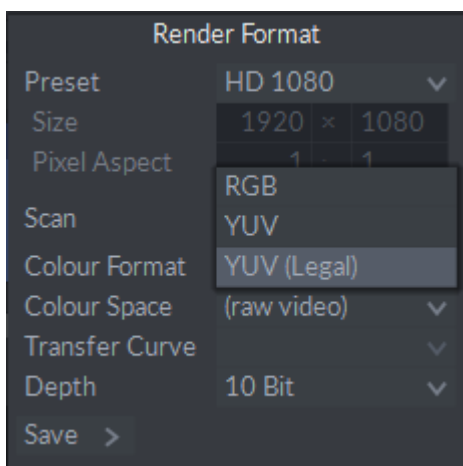 Render Format
Preset HD 1080
Size 1920 × 1080
Pixel Aspect 1 : 1
RGB
Scan YUV
Colour Format YUV (Legal)
Colour Space (raw video)
Transfer Curve
Depth 10 Bit
Save >